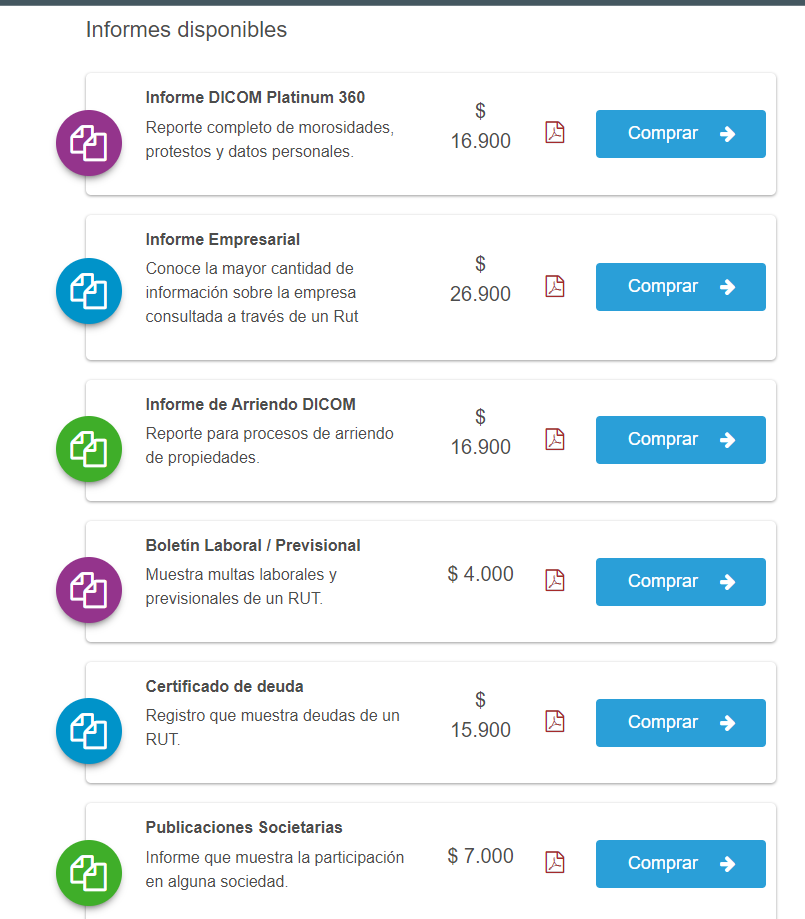 Informes disponibles
Informe DICOM Platinum 360
Reporte completo de morosidades,
protestos y datos personales.
$
16.900
Comprar
Informe Empresarial
Conoce la mayor cantidad de
información sobre la empresa
consultada a través de un Rut
$
26.900
Comprar
Informe de Arriendo DICOM
Reporte para procesos de arriendo
de propiedades.
$
16.900
Comprar
Boletín Laboral / Previsional
Muestra multas laborales y
previsionales de un RUT.
$ 4.000
Comprar
Certificado de deuda
Registro que muestra deudas de un
RUT.
$
15.900
Comprar
Publicaciones Societarias
Informe que muestra la participación
en alguna sociedad.
$ 7.000
Comprar